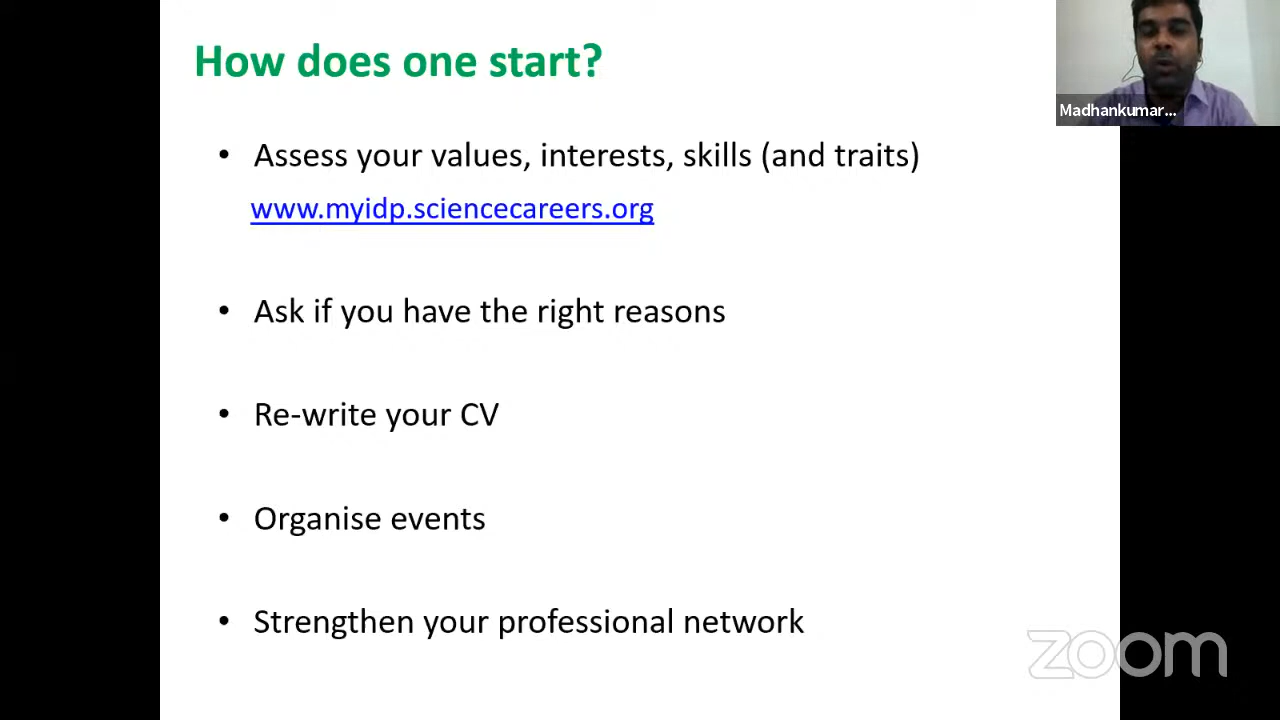 How does one start?
Madhankumar...
• Assess your values, interests, skills (and traits)
www.myidp.sciencecareers.org
• Ask if you have the right reasons
• Re-write your CV
• Organise events
• Strengthen your professional network
zoom